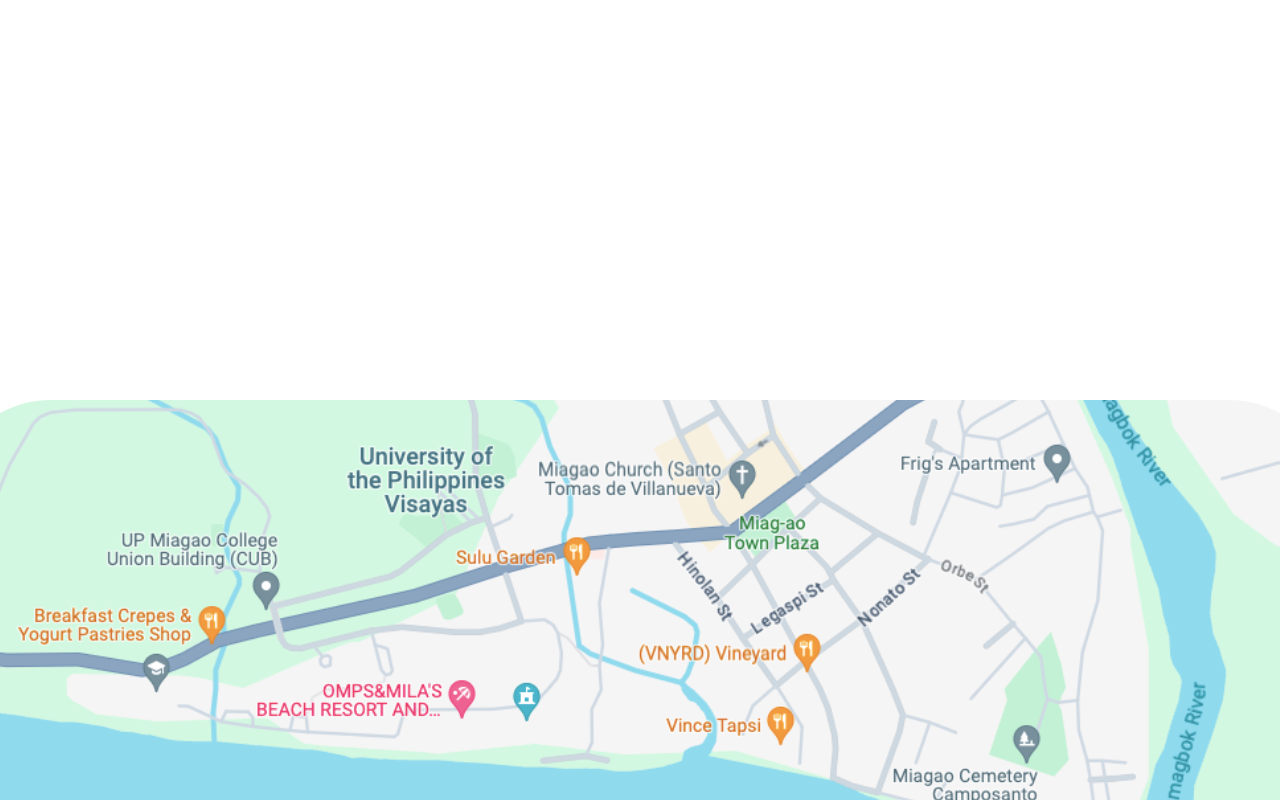 University of
the Philippines
Visayas
Miagao Church (Santo
Tomas de Villanueva)
Frig's Apartment
agbok River
Miag-ao
Town Plaza
UP Miagao College
Union Building (CUB)
Sulu Garden
Hinolan St
Legaspi St
Nonato St
Orbe St
Breakfast Crepes &
Yogurt Pastries Shop
(VNYRD) Vineyard
OMPS&MILA'S
BEACH RESORT AND...
Vince Tapsi
magbok River
Miagao Cemetery
Camposanto